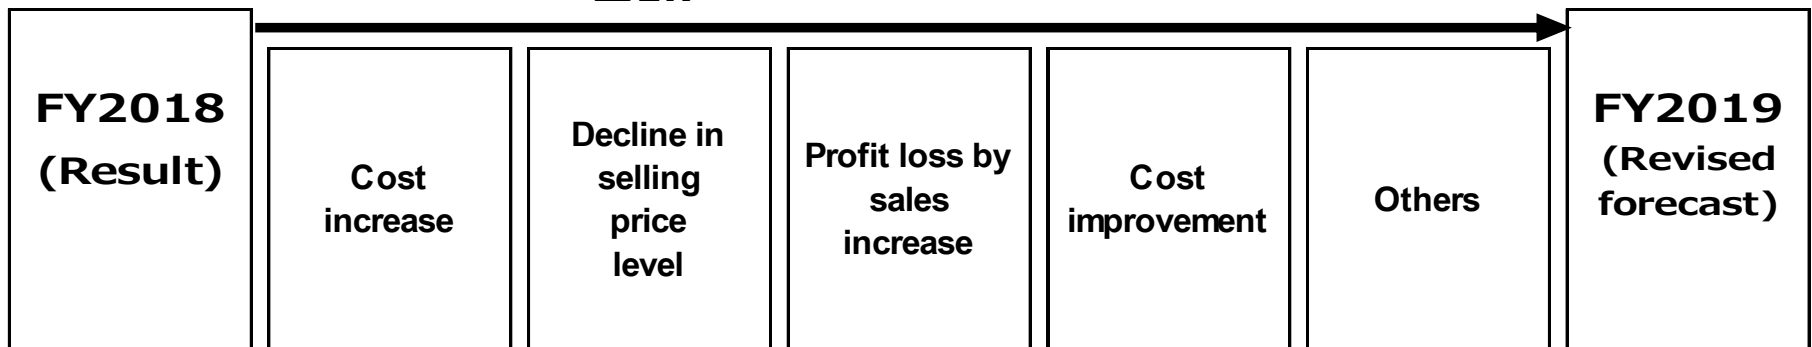 FY2018
(Result)
Cost
increase
Decline in
selling
price
level
Profit loss by
sales
increase
Cost
improvement
Others
FY2019
(Revised
forecast)